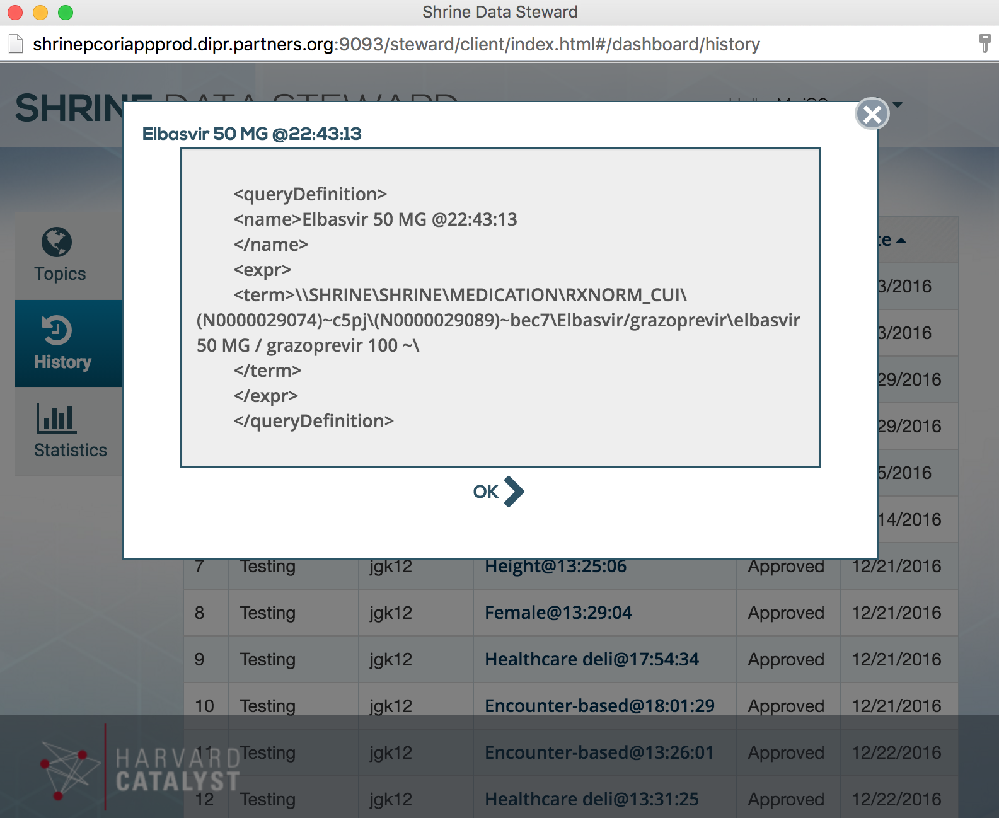 Shrine Data Steward
shrinepcoriappprod.dipr.partners.org:9093/steward/client/index.html#/dashboard/history
SHRINE DATA STEWARD
Elbasvir 50 MG @22:43:13
<queryDefinition>
<name>Elbasvir 50 MG @22:43:13
</name>
<expr>
<term>\\SHRINE\SHRINE\MEDICATION\RXNORM_CUI\
(N0000029074)~c5pj\(N0000029089)~bec7\Elbasvir/grazoprevir\elbasvir
50 MG / grazoprevir 100 ~\
</term>
</expr>
</queryDefinition>
OK
Topics
History
Statistics
te
3/2016
3/2016
29/2016
29/2016
5/2016
14/2016
7 Testing jgk12 Height@13:25:06 Approved 12/21/2016
8 Testing jgk12 Female@13:29:04 Approved 12/21/2016
9 Testing jgk12 Healthcare deli@17:54:34 Approved 12/21/2016
10 Testing jgk12 Encounter-based@18:01:29 Approved 12/21/2016
11 Testing jgk12 Encounter-based@13:26:01 Approved 12/22/2016
12 Testing jgk12 Healthcare deli@13:31:25 Approved 12/22/2016
HARVARD
CATALYST